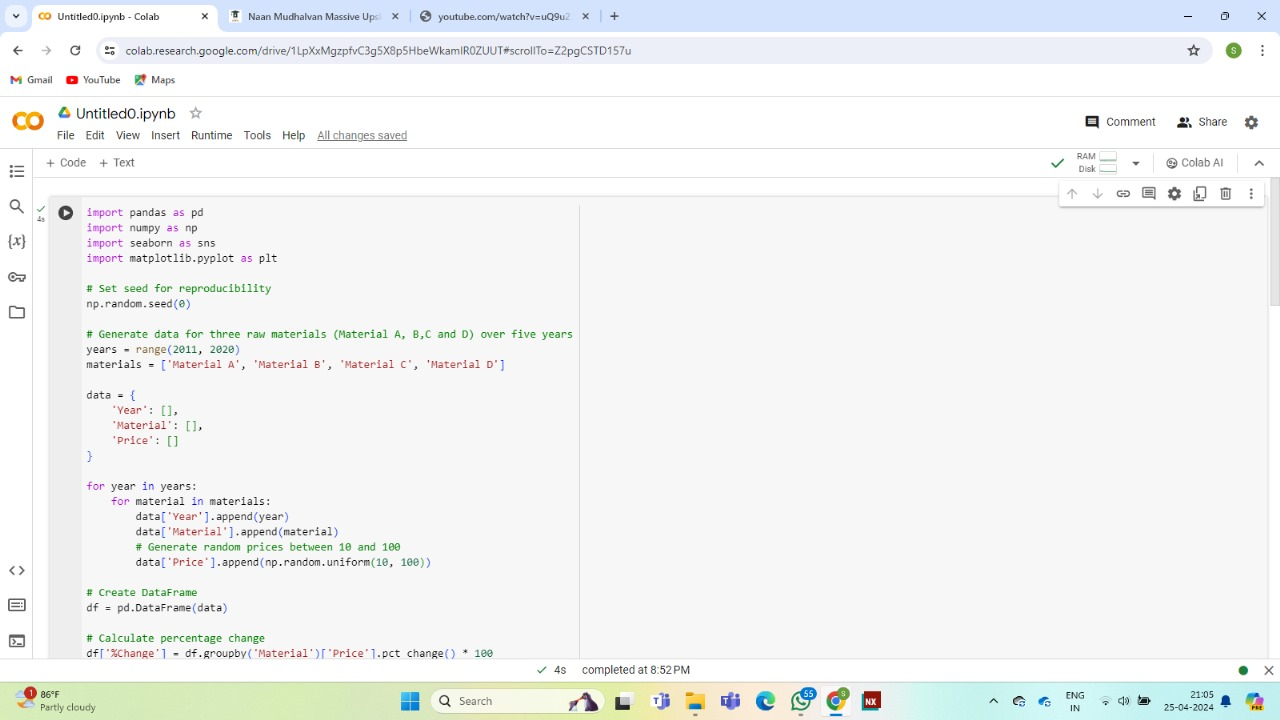 Untitled0.ipynb - Colab
Naan Mudhalvan Massive Ups
youtube.com/watch?v=uQ9u2
colab.research.google.com/drive/1LpXxMgzpfvC3g5X8p5HbeWkamIR0ZUUT#scrollTo=Z2pgCSTD157u
S
Gmail
YouTube
Maps
CO
Untitled0.ipynb
File Edit View Insert Runtime Tools Help All changes saved
Comment
Share
+ Code + Text
RAM
Disk
Colab AI
4s
import pandas as pd
import numpy as np
import seaborn as sns
import matplotlib.pyplot as plt
# Set seed for reproducibility
np.random.seed(0)
# Generate data for three raw materials (Material A, B,C and D) over five years
years = range(2011, 2020)
materials = ['Material A', 'Material B', 'Material C', 'Material D']
data = {
'Year': [],
'Material': [],
'Price': []
}
for year in years:
for material in materials:
data['Year'].append(year)
data['Material'].append(material)
# Generate random prices between 10 and 100
data['Price'].append(np.random.uniform(10, 100))
# Create DataFrame
df = pd.DataFrame(data)
# Calculate percentage change
df['%Change'] = df.groupby('Material')['Price'].pct_change() * 100
4s completed at 8:52 PM
1
86°F
Partly cloudy
Search
55
S
NX
ENG
IN
21:05
25-04-2024